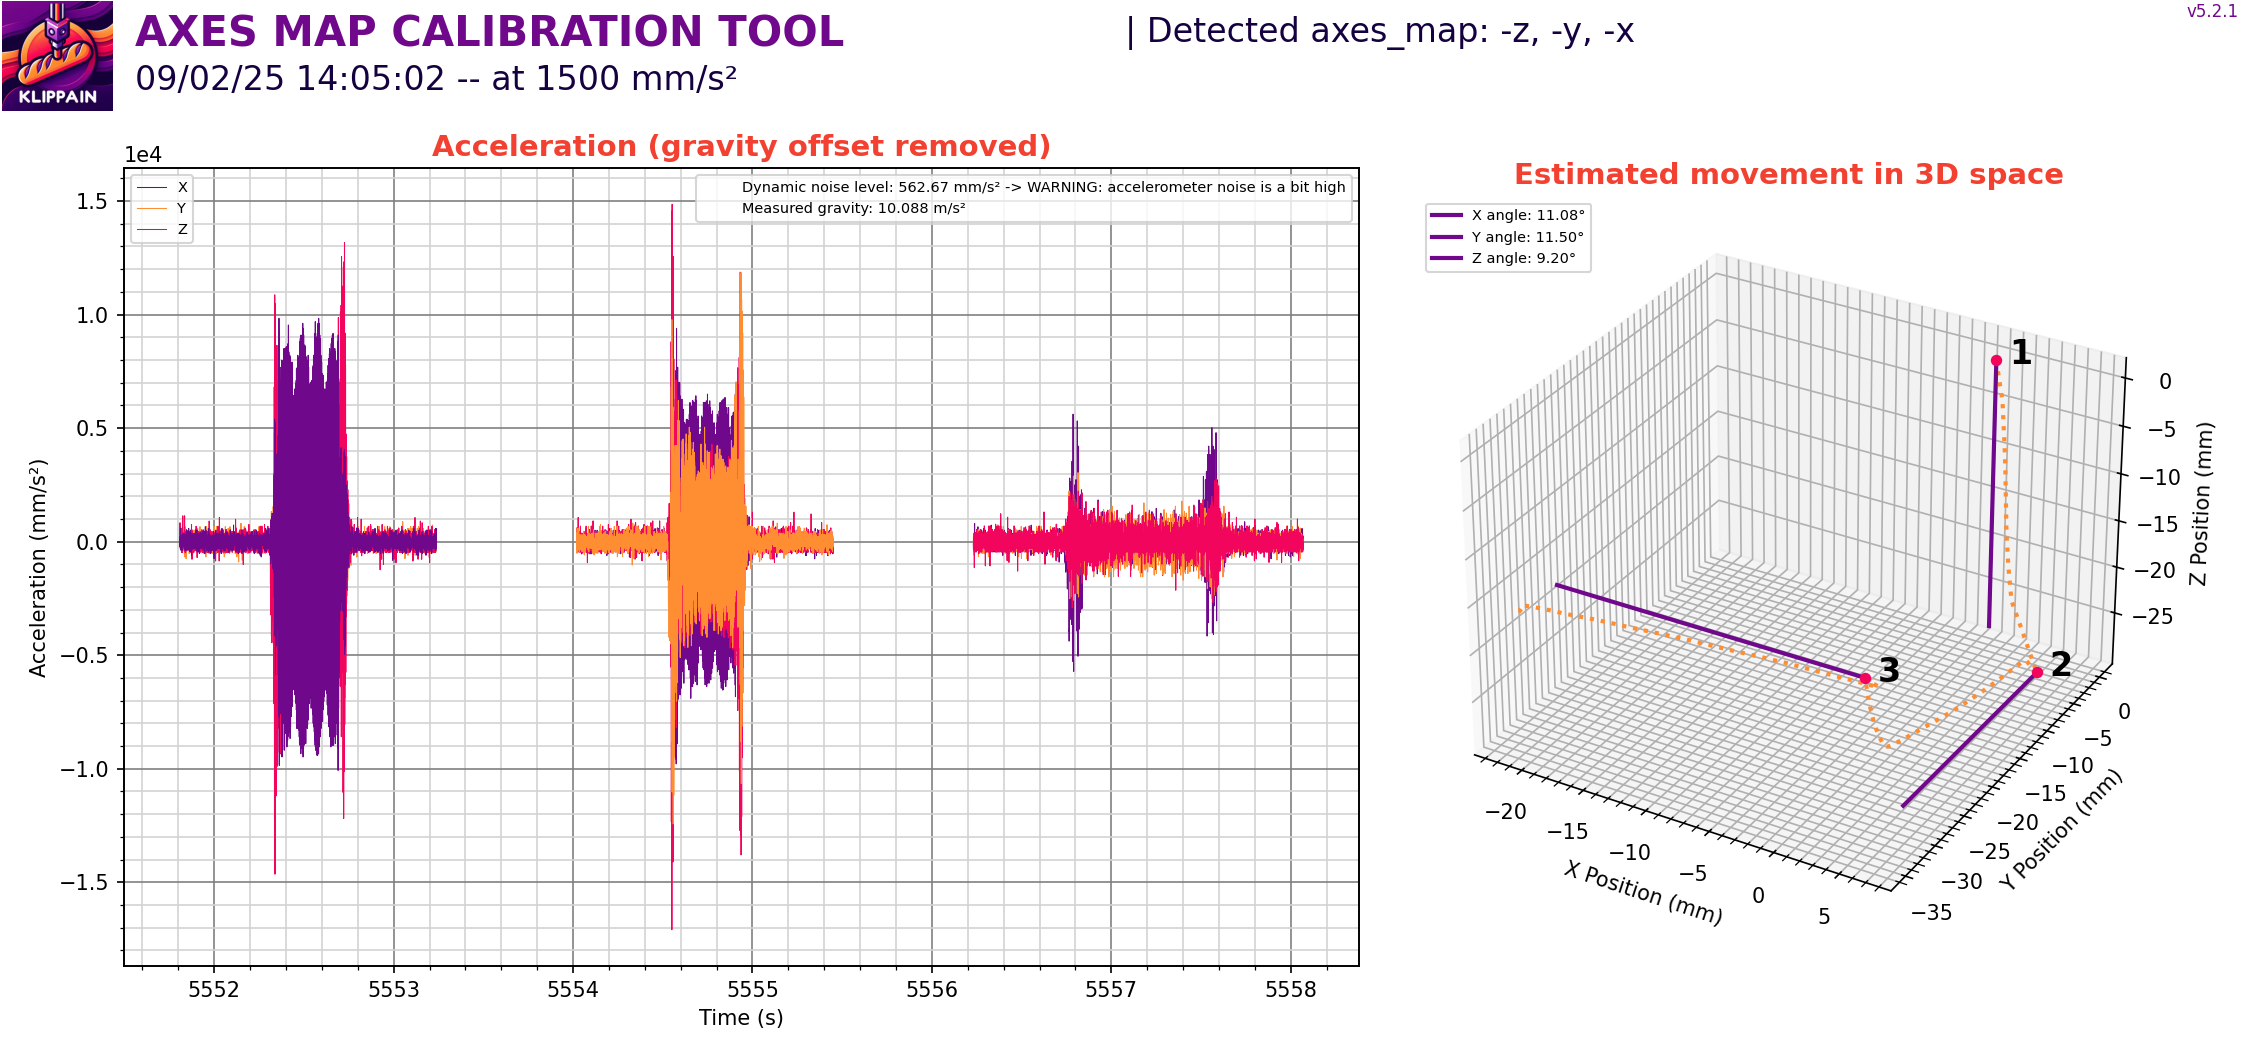 KLIPPAIN
AXES MAP CALIBRATION TOOL
09/02/25 14:05:02 -- at 1500 mm/s²
| Detected axes_map: -z, -y, -x
v5.2.1
Acceleration (gravity offset removed)
1e4
X
Y
Z
Dynamic noise level: 562.67 mm/s² -> WARNING: accelerometer noise is a bit high
Measured gravity: 10.088 m/s²
1.5
1.0
0.5
0.0
−0.5
−1.0
−1.5
Acceleration (mm/s²)
5552
5553
5554
5555
5556
5557
5558
Time (s)
Estimated movement in 3D space
X angle: 11.08°
Y angle: 11.50°
Z angle: 9.20°
1
2
3
0
−5
−10
−15
−20
−25
Z Position (mm)
0
−5
−10
−15
−20
−25
−30
−35
Y Position (mm)
−20
−15
−10
−5
0
5
X Position (mm)